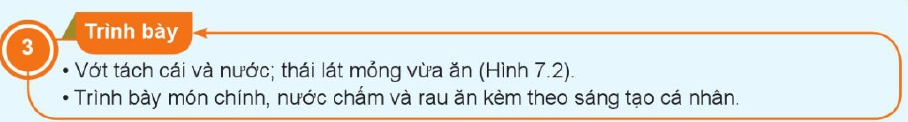 3
Trình bày
• Vớt tách cái và nước; thái lát mỏng vừa ăn (Hình 7.2).
• Trình bày món chính, nước chấm và rau ăn kèm theo sáng tạo cá nhân.